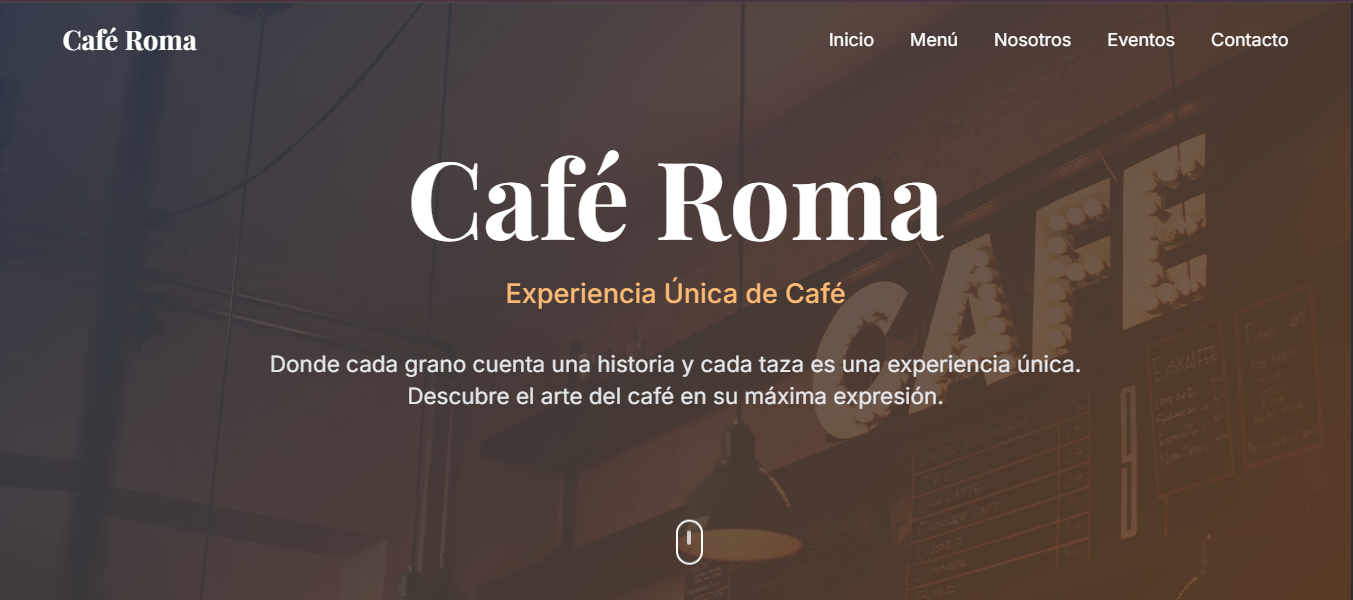 Café Roma
Inicio Menú Nosotros Eventos Contacto
Café Roma
Experiencia Única de Café
Donde cada grano cuenta una historia y cada taza es una experiencia única.
Descubre el arte del café en su máxima expresión.
CAFE